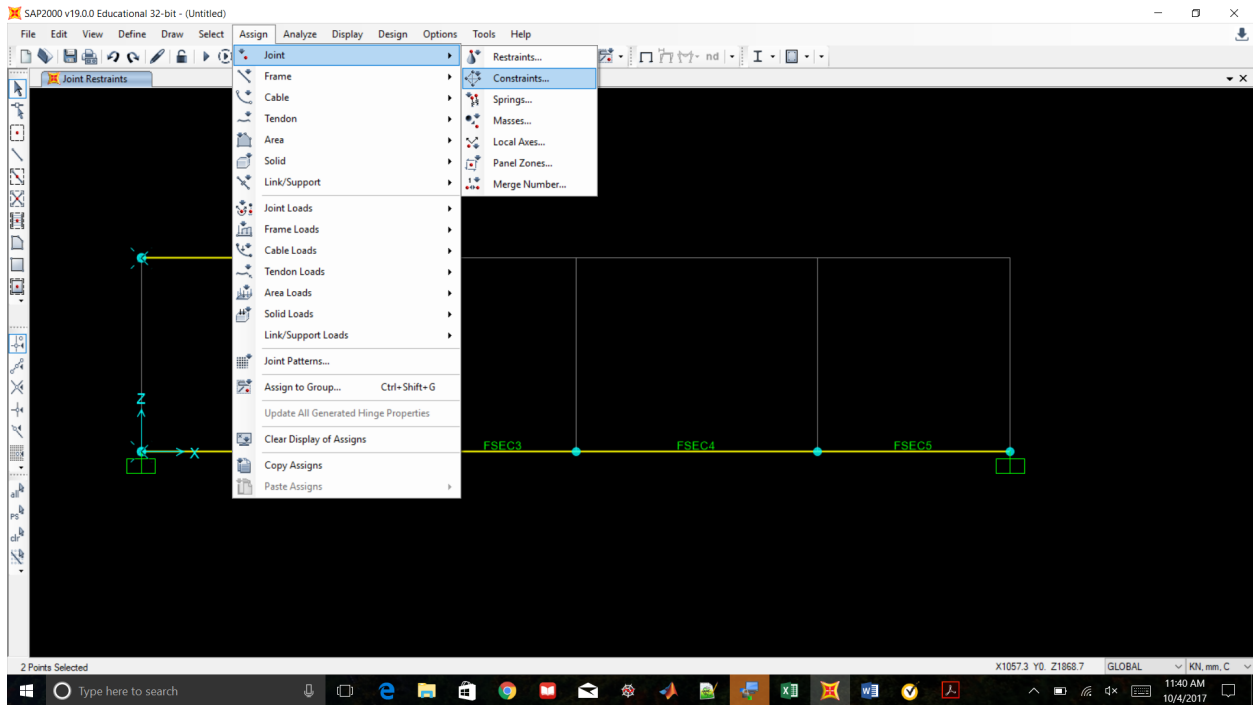 SAP2000 v19.0.0 Educational 32-bit - (Untitled)
File Edit View Define Draw Select Assign Analyze Display Design Options Tools Help
nd
Joint Restraints
Joint
Frame
Cable
Tendon
Area
Solid
Link/Support
Joint Loads
Frame Loads
Cable Loads
Tendon Loads
Area Loads
Solid Loads
Link/Support Loads
Joint Patterns...
Assign to Group... Ctrl+Shift+G
Update All Generated Hinge Properties
Clear Display of Assigns
Copy Assigns
Paste Assigns
Restraints...
Constraints...
Springs...
Masses...
Local Axes...
Panel Zones...
Merge Number...
Z
X
FSEC3 FSEC4 FSEC5
all
PS
clr
2 Points Selected X1057.3 Y0. Z1868.7 GLOBAL KN, mm, C
Type here to search
11:40 AM
10/4/2017